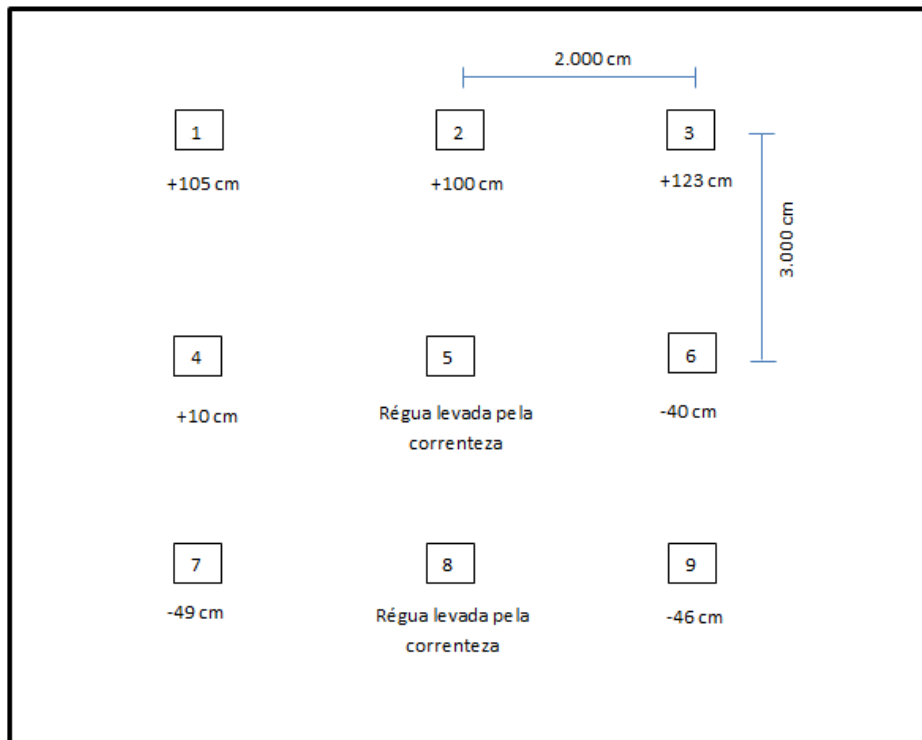 2.000 cm
1
2
3
+105 cm
+100 cm
+123 cm
3.000 cm
4
5
6
+10 cm
Régua levada pela
correnteza
-40 cm
7
8
9
-49 cm
Régua levada pela
correnteza
-46 cm